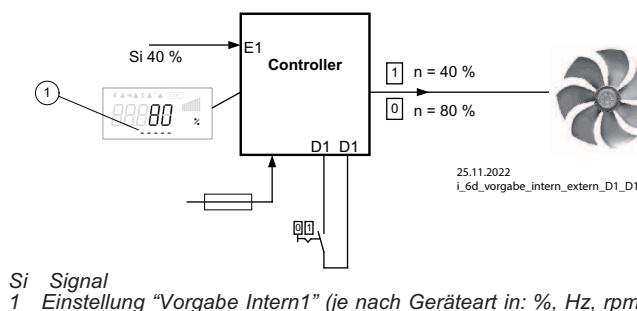 Si 40 %
E1
Controller
1 n = 40 %
0 n = 80 %
1
80
%
D1 D1
0 1
25.11.2022
i_6d_vorgabe_intern_extern_D1_D1
Si Signal
1 Einstellung “Vorgabe Intern1” (je nach Geräteart in: %, Hz, rpm